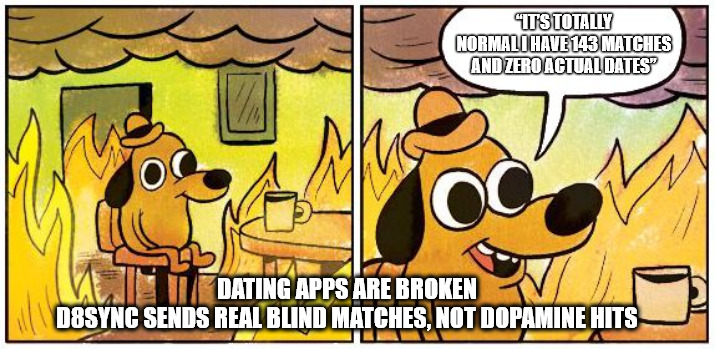 “IT'S TOTALLY
NORMAL I HAVE 143 MATCHES
AND ZERO ACTUAL DATES”
DATING APPS ARE BROKEN
D8SYNC SENDS REAL BLIND MATCHES, NOT DOPAMINE HITS